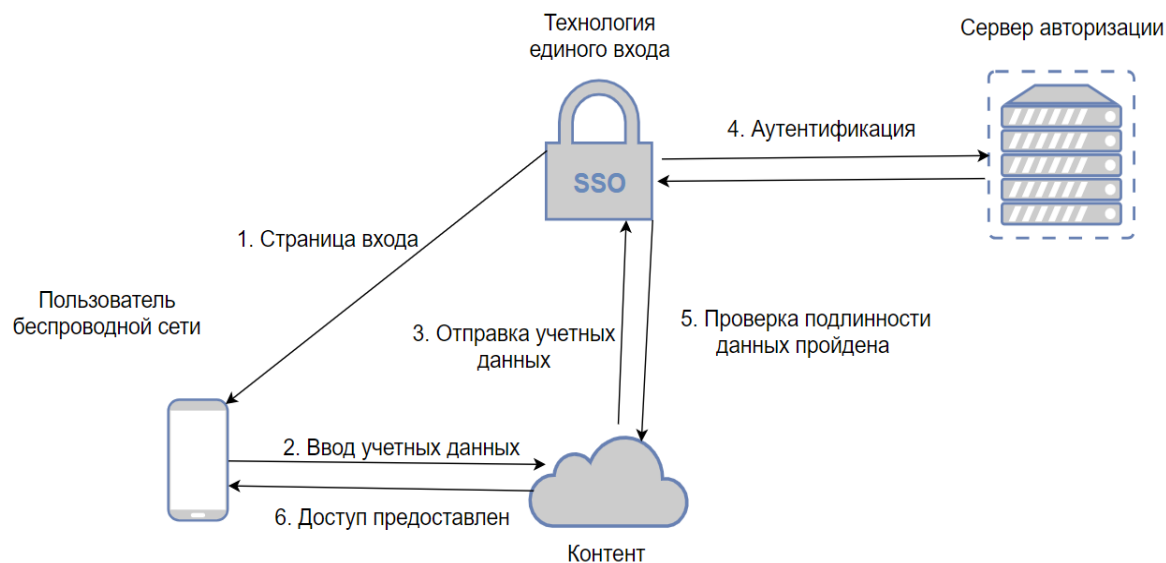 Технология
единого входа
Сервер авторизации
SSO
4. Аутентификация
1. Страница входа
Пользователь
беспроводной сети
3. Отправка учетных
данных
5. Проверка подлинности
данных пройдена
2. Ввод учетных данных
6. Доступ предоставлен
Контент